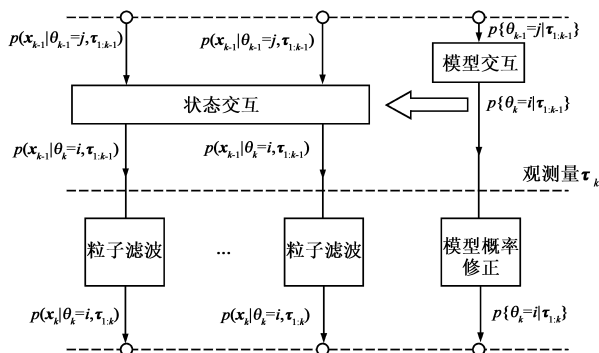 p(x_{k-1}|θ_{k-1}=j,τ_{1:k-1}) p(x_{k-1}|θ_{k-1}=j,τ_{1:k-1}) p{θ_{k-1}=j|τ_{1:k-1}}
模型交互
状态交互 p{θ_k=i|τ_{1:k-1}}
p(x_{k-1}|θ_k=i,τ_{1:k-1}) p(x_{k-1}|θ_k=i,τ_{1:k-1})
观测量τ_k
粒子滤波 ... 粒子滤波 模型概率
修正
p(x_k|θ_k=i,τ_{1:k}) p(x_k|θ_k=i,τ_{1:k}) p{θ_k=i|τ_{1:k}}